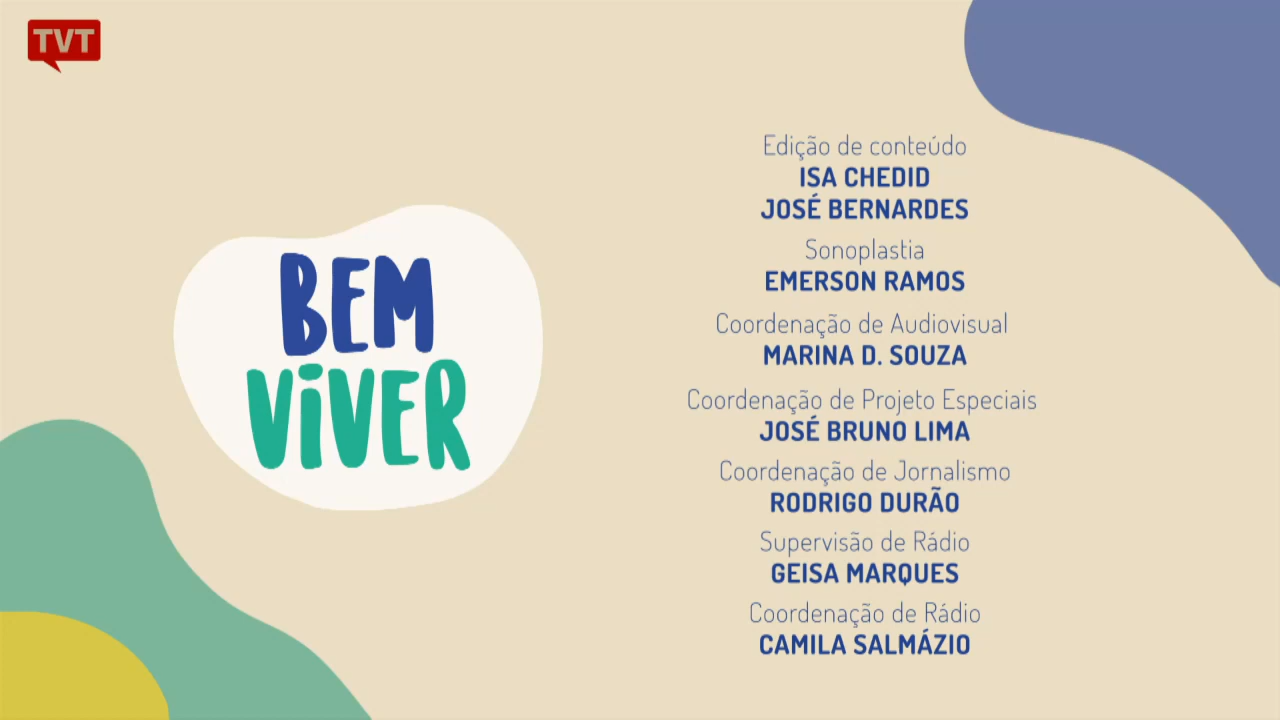 TVT
BEM
ViVER
Edição de conteúdo
ISA CHEDID
JOSÉ BERNARDES
Sonoplastia
EMERSON RAMOS
Coordenação de Audiovisual
MARINA D. SOUZA
Coordenação de Projeto Especiais
JOSÉ BRUNO LIMA
Coordenação de Jornalismo
RODRIGO DURÃO
Supervisão de Rádio
GEISA MARQUES
Coordenação de Rádio
CAMILA SALMÁZIO